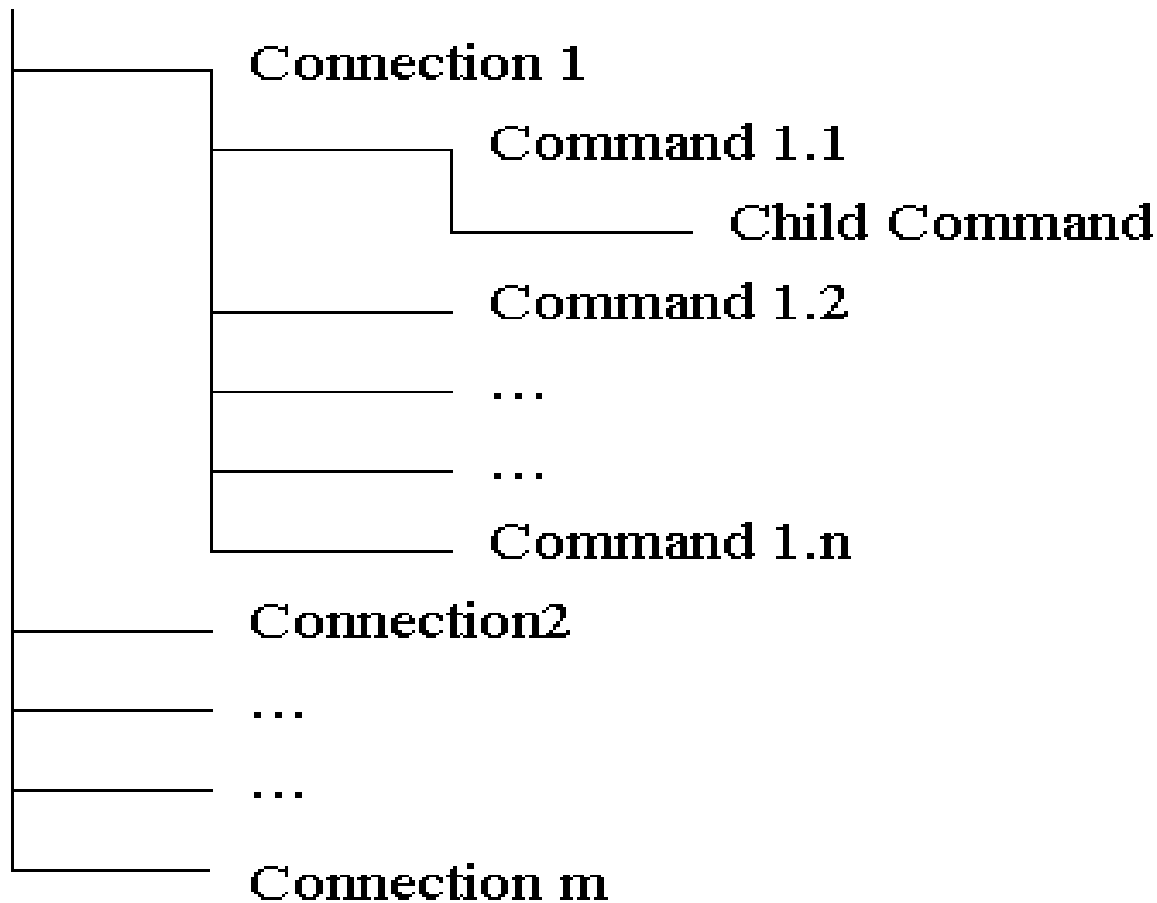 Connection 1
Command 1.1
Child Command
Command 1.2
...
...
Command 1.n
Connection2
...
...
Connection m